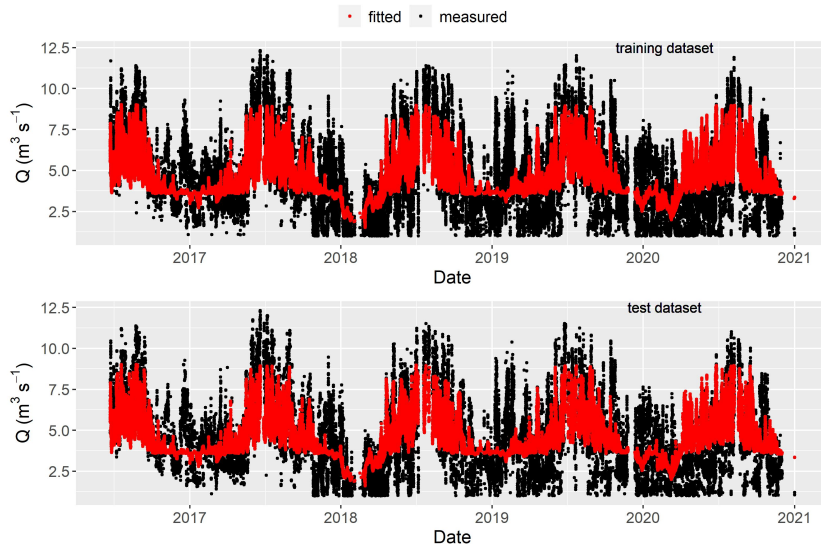 fitted measured
training dataset
Q (m³ s⁻¹)
12.5
10.0
7.5
5.0
2.5
2017 2018 2019 2020 2021
Date
test dataset
Q (m³ s⁻¹)
12.5
10.0
7.5
5.0
2.5
2017 2018 2019 2020 2021
Date